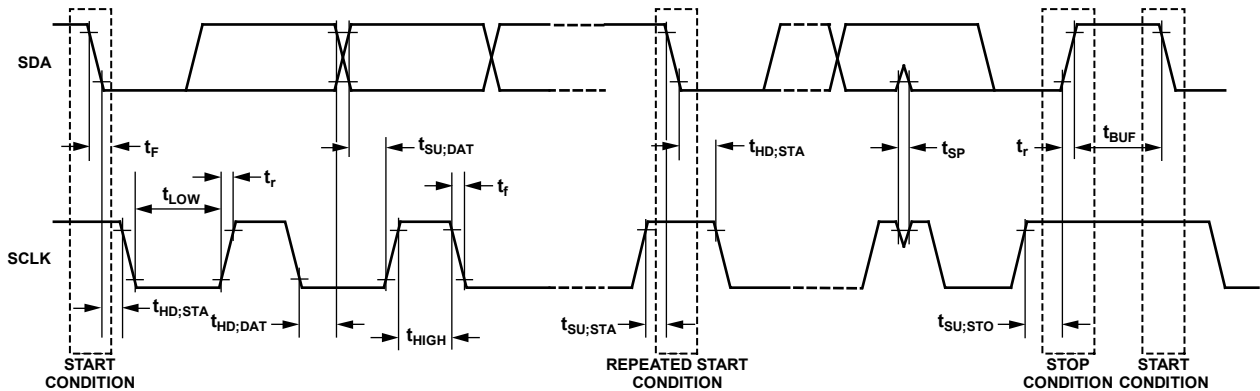 SDA
tF
tSU;DAT
tHD;STA
tSP
tr
tBUF
tLOW
tr
tf
SCLK
tHD;STA
tHD;DAT
tHIGH
tSU;STA
tSU;STO
START
CONDITION
REPEATED START
CONDITION
STOP
CONDITION
START
CONDITION